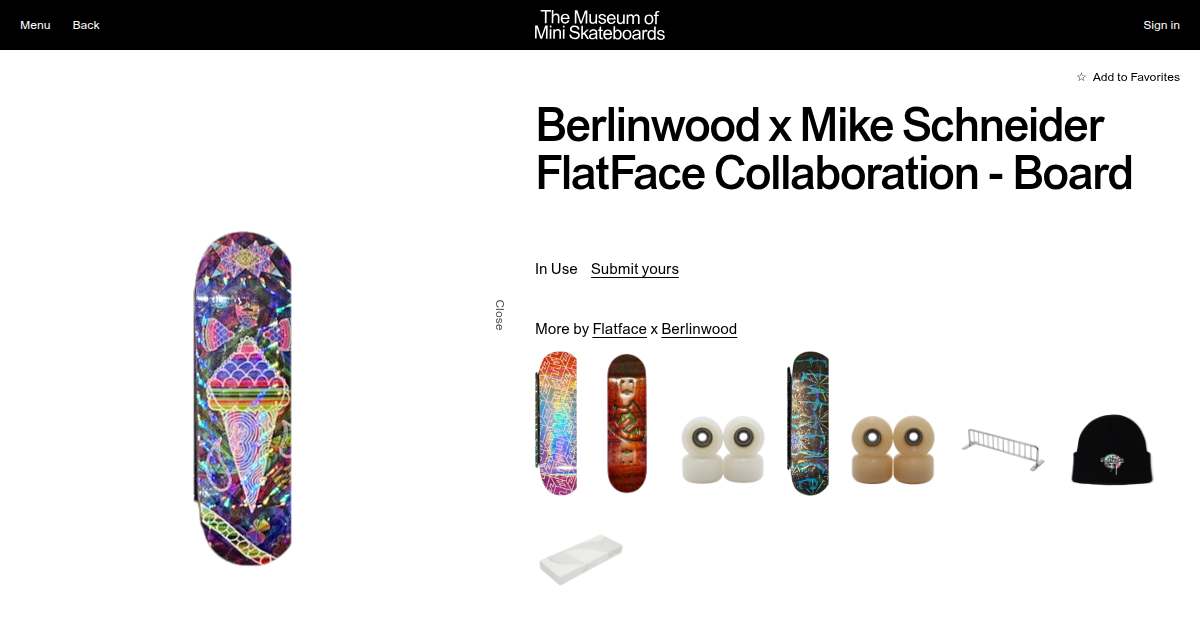 Menu Back
The Museum of
Mini Skateboards
Sign in
☆ Add to Favorites
Berlinwood x Mike Schneider
FlatFace Collaboration - Board
In Use Submit yours
Close
More by Flatface x Berlinwood